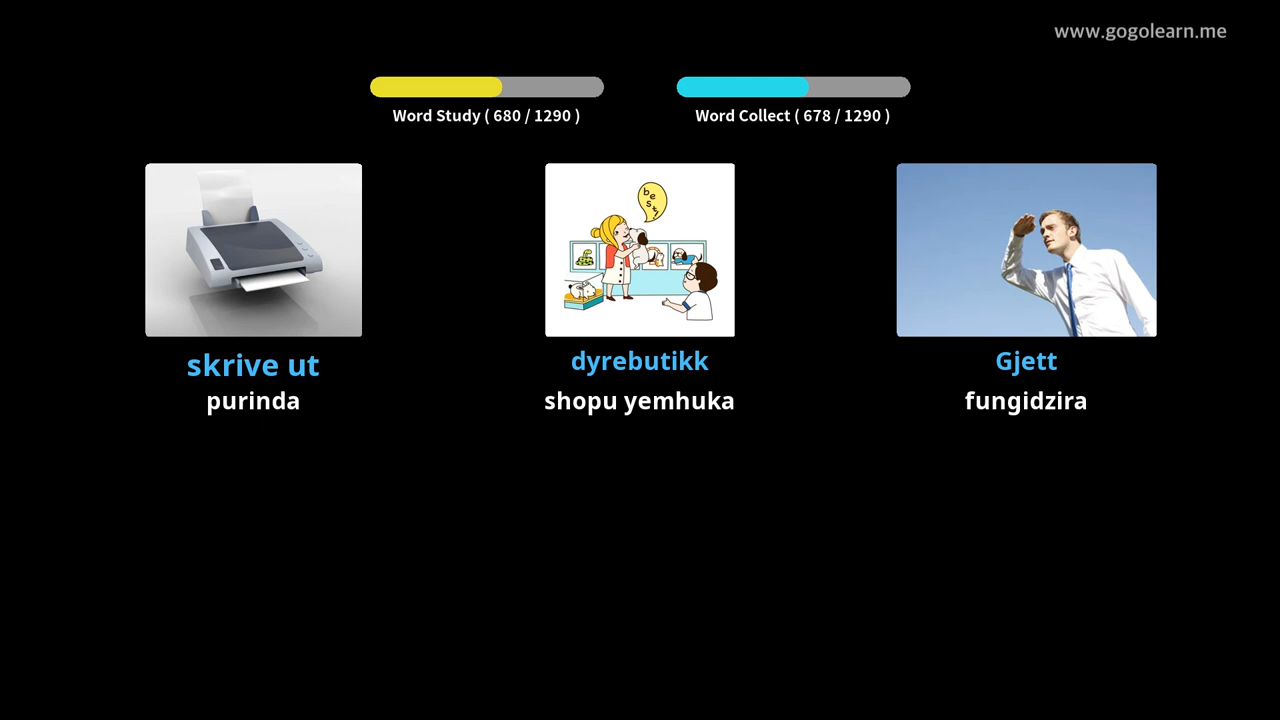 www.gogolearn.me
Word Study ( 680 / 1290 )
Word Collect ( 678 / 1290 )
best!
skrive ut
dyrebutikk
Gjett
purinda
shopu yemhuka
fungidzira